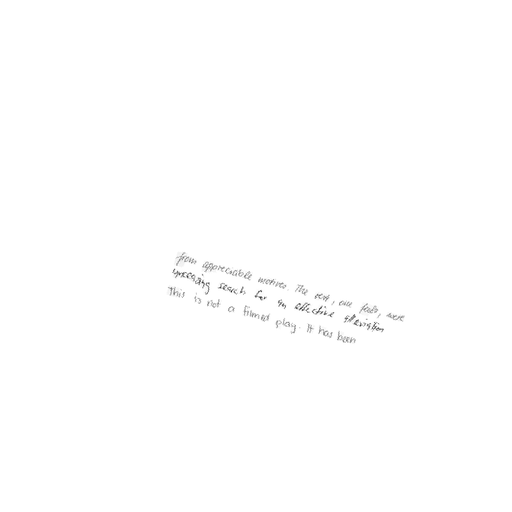 from appreciable motives. The rest, one feels, were
unceasing search for an effective
This is not a filmed play. It has been